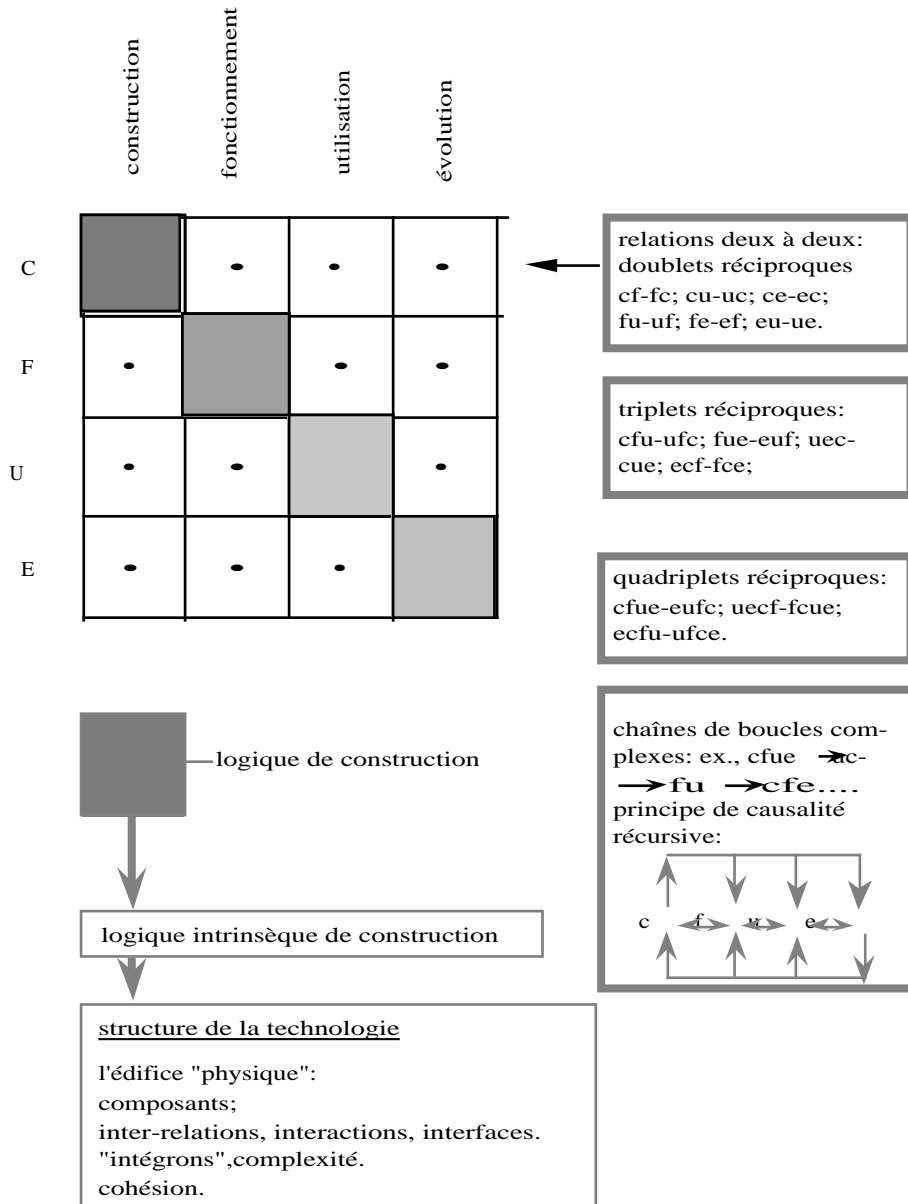 construction
fonctionnement
utilisation
évolution
C
F
U
E
relations deux à deux:
doublets réciproques
cf-fc; cu-uc; ce-ec;
fu-uf; fe-ef; eu-ue.
triplets réciproques:
cfu-ufc; fue-euf; uec-
cue; ecf-fce;
quadriplets réciproques:
cfue-eufc; uecf-fcue;
ecfu-ufce.
chaînes de boucles com-
plexes: ex., cfue uc-
fu cfe....
principe de causalité
récursive:
c f u e
logique de construction
logique intrinsèque de construction
structure de la technologie
l'édifice "physique":
composants;
inter-relations, interactions, interfaces.
"intégrons",complexité.
cohésion.